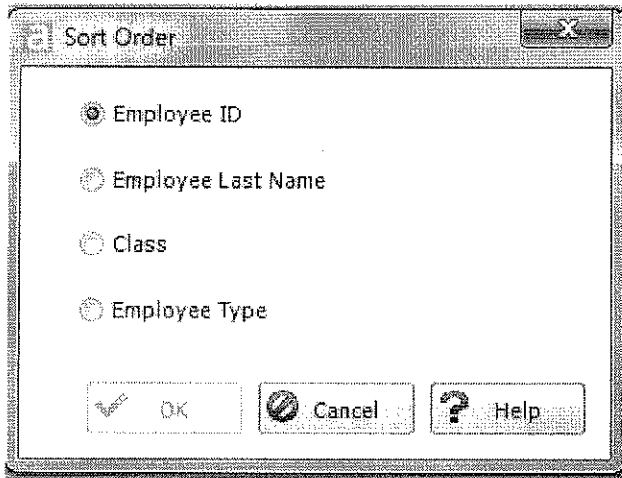 Sort Order
Employee ID
Employee Last Name
Class
Employee Type
OK Cancel Help